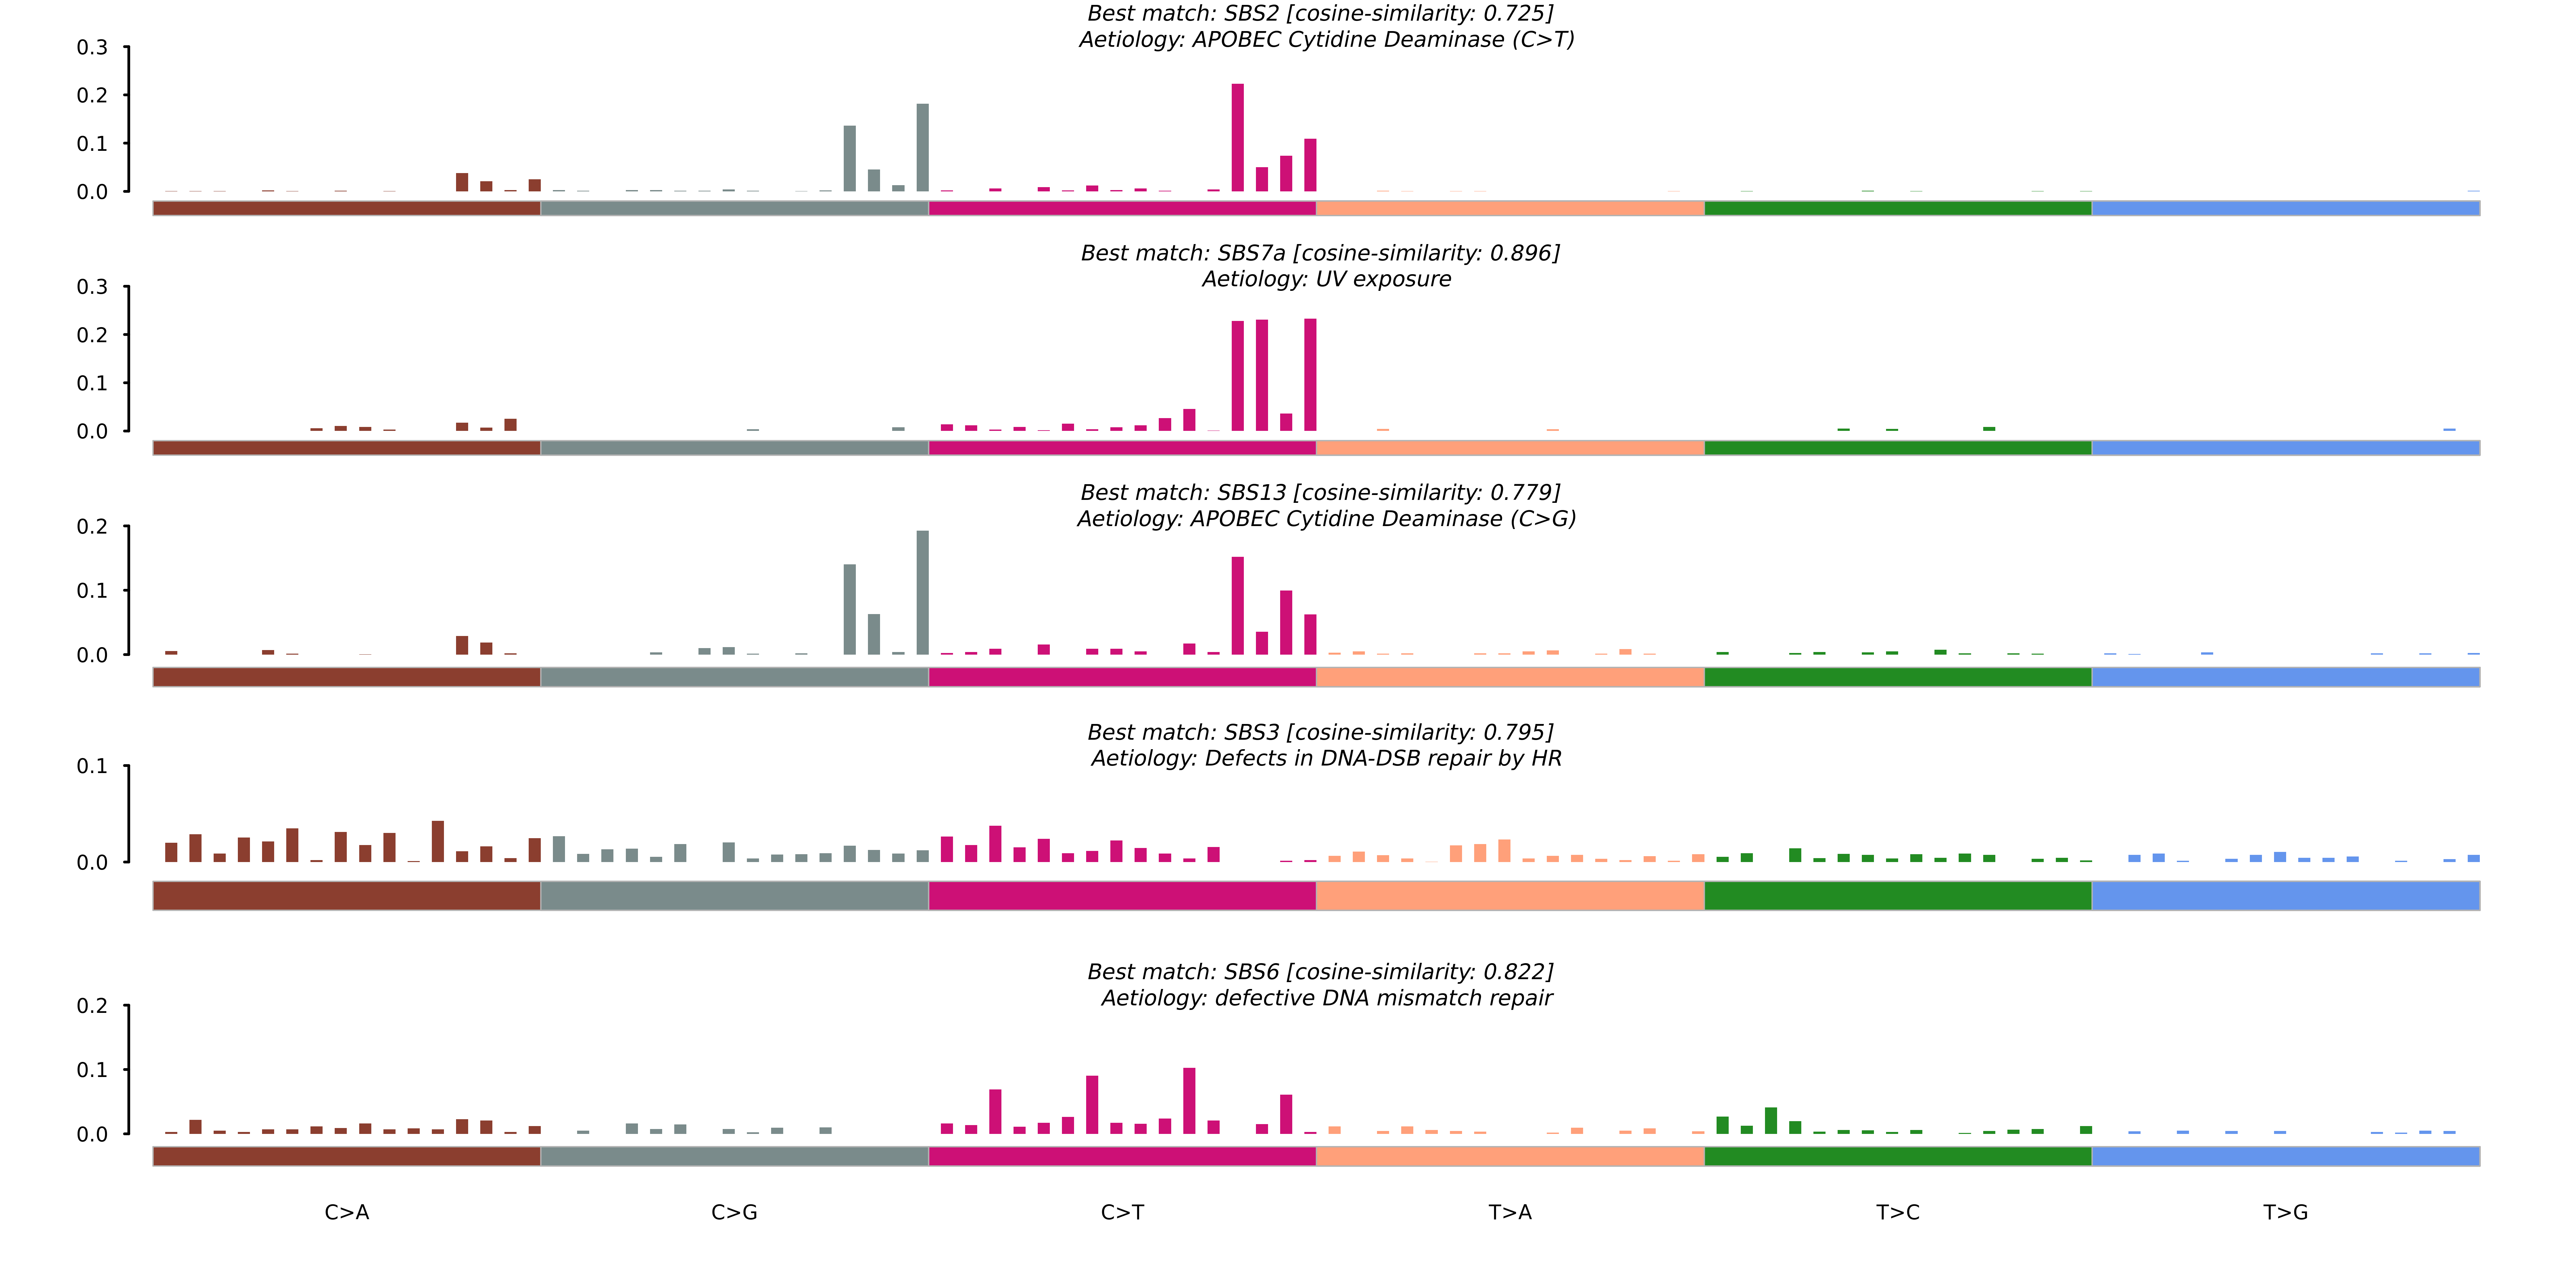 Best match: SBS2 [cosine-similarity: 0.725]
Aetiology: APOBEC Cytidine Deaminase (C>T)
0.3
0.2
0.1
0.0
Best match: SBS7a [cosine-similarity: 0.896]
Aetiology: UV exposure
0.3
0.2
0.1
0.0
Best match: SBS13 [cosine-similarity: 0.779]
Aetiology: APOBEC Cytidine Deaminase (C>G)
0.2
0.1
0.0
Best match: SBS3 [cosine-similarity: 0.795]
Aetiology: Defects in DNA-DSB repair by HR
0.1
0.0
Best match: SBS6 [cosine-similarity: 0.822]
Aetiology: defective DNA mismatch repair
0.2
0.1
0.0
C>A C>G C>T T>A T>C T>G